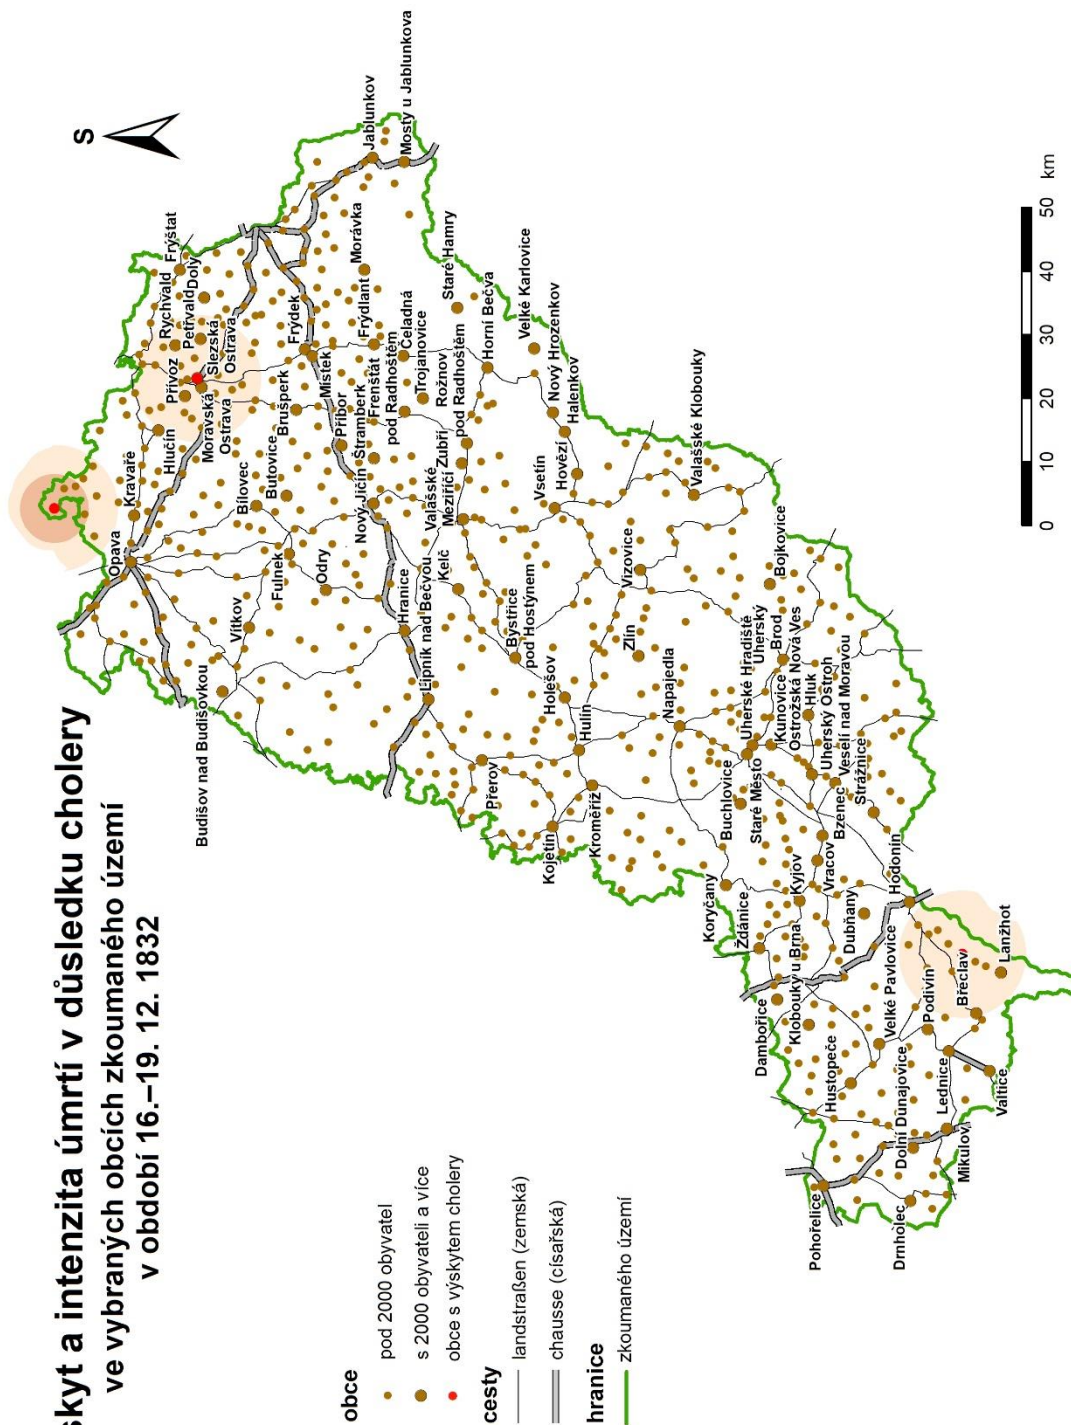 skyt a intenzita úmrtí v důsledku cholery
ve vybraných obcích zkoumaného území
v období 16.–19. 12. 1832
S
Opava
Kravaře
Hlučín
Přívoz
Rychvald
Fryštat
Petřvald
Doly
Slezská
Ostrava
Moravská
Ostrava
Budišov nad Budišovkou
Vítkov
Bílovec
Butovice
Fulnek
Odry
Brušperk
Frýdek
Místek
Příbor
Štramberk
Nový Jičín
Frenštát
pod Radhoštěm
Frýdlant
Morávka
Čeladná
Trojanovice
Jablunkov
Mosty u Jablunkova
Staré Hamry
Hranice
Lipník nad Bečvou
Kelč
Valašské
Meziříčí
Zubří
Rožnov
pod Radhoštěm
Horní Bečva
Velké Karlovice
Nový Hrozenkov
Halenkov
Hovězí
Vsetín
Bystřice
pod Hostýnem
Přerov
Holešov
Hulín
Kojetín
Kroměříž
Vizovice
Zlín
Napajedla
Valašské Klobouky
Bojkovice
Uherský
Brod
Uherské Hradiště
Kunovice
Ostrožská Nová Ves
Hluk
Uherský Ostroh
Veselí nad Moravou
Strážnice
Buchlovice
Staré Město
Bzenec
Vracov
Kyjov
Koryčany
Ždánice
Dambořice
Klobouky u Brna
Dubňany
Hodonín
Velké Pavlovice
Hustopeče
Podivín
Břeclav
Lanžhot
Lednice
Valtice
Dolní Dunajovice
Mikulov
Pohořelice
Drnholec
obce
pod 2000 obyvatel
s 2000 obyvateli a více
obce s výskytem cholery
cesty
landstraßen (zemská)
chausse (císařská)
hranice
zkoumaného území
0 10 20 30 40 50 km